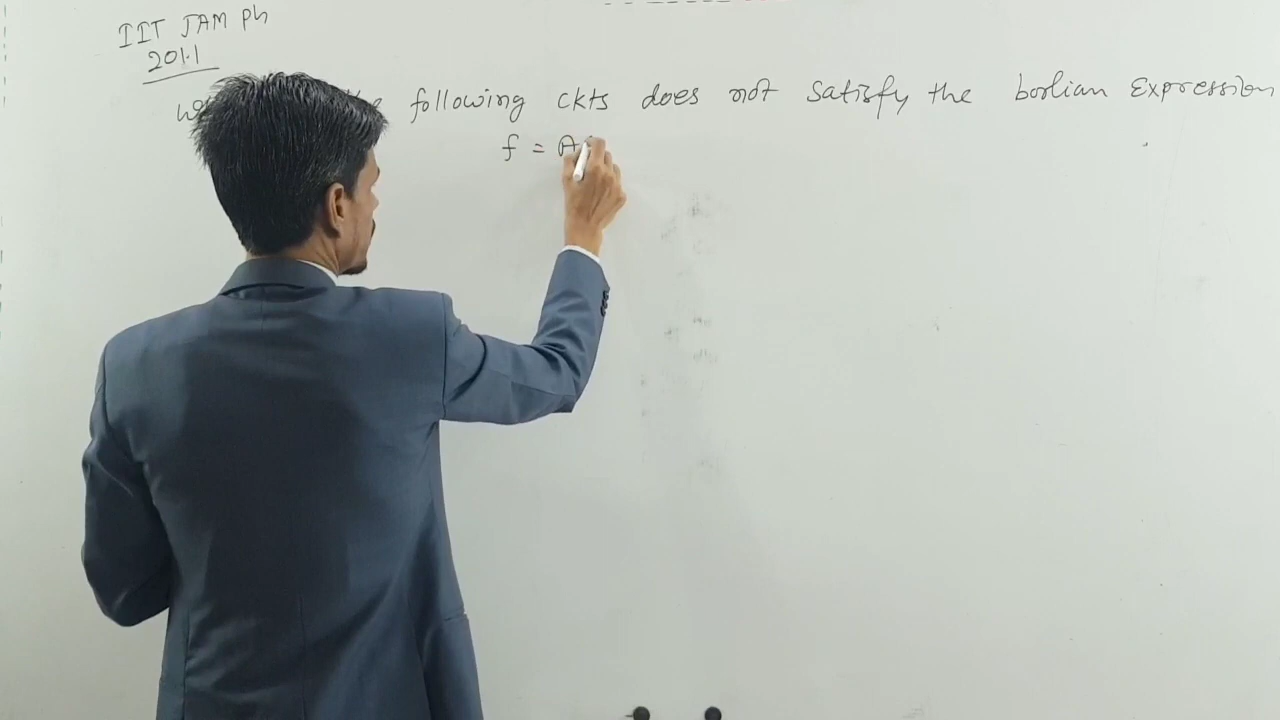 IIT JAM Ph
2011
following ckts does not satisfy the boolian Expression
f = A